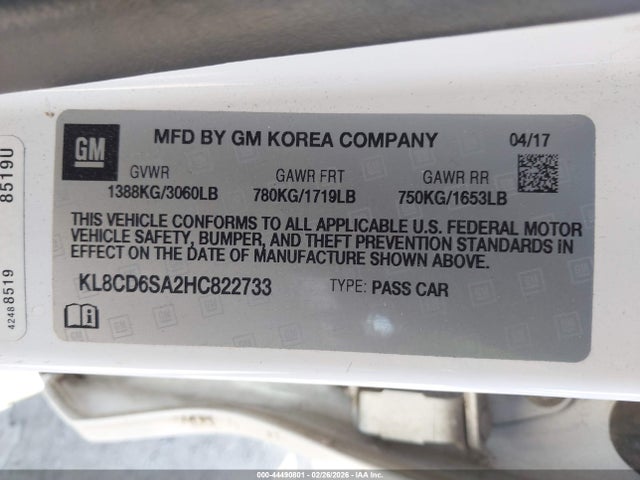 GM
MFD BY GM KOREA COMPANY
04/17
GVWR GAWR FRT GAWR RR
1388KG/3060LB 780KG/1719LB 750KG/1653LB
THIS VEHICLE CONFORMS TO ALL APPLICABLE U.S. FEDERAL MOTOR
VEHICLE SAFETY, BUMPER, AND THEFT PREVENTION STANDARDS IN
EFFECT ON THE DATE OF MANUFACTURE SHOWN ABOVE.
KL8CD6SA2HC822733 TYPE: PASS CAR
8519U
42488519
000-44490801 - 02/26/2026 - IAAI.COM